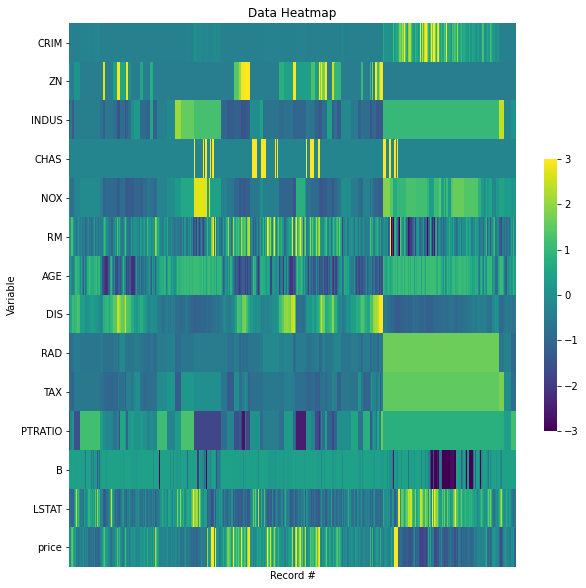 Data Heatmap
CRIM
ZN
INDUS
CHAS
NOX
RM
AGE
DIS
RAD
TAX
PTRATIO
B
LSTAT
price
Variable
Record #
3
2
1
0
−1
−2
−3